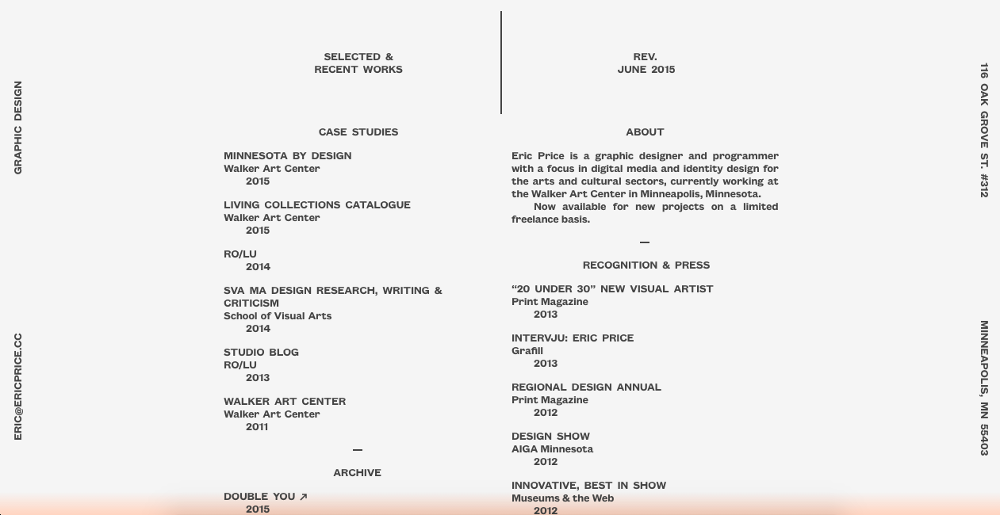 GRAPHIC DESIGN
ERIC@ERICPRICE.CC
SELECTED &
RECENT WORKS
CASE STUDIES
MINNESOTA BY DESIGN
Walker Art Center
2015
LIVING COLLECTIONS CATALOGUE
Walker Art Center
2015
RO/LU
2014
SVA MA DESIGN RESEARCH, WRITING &
CRITICISM
School of Visual Arts
2014
STUDIO BLOG
RO/LU
2013
WALKER ART CENTER
Walker Art Center
2011
—
ARCHIVE
DOUBLE YOU ↗
2015
REV.
JUNE 2015
ABOUT
Eric Price is a graphic designer and programmer
with a focus in digital media and identity design for
the arts and cultural sectors, currently working at
the Walker Art Center in Minneapolis, Minnesota.
Now available for new projects on a limited
freelance basis.
—
RECOGNITION & PRESS
“20 UNDER 30” NEW VISUAL ARTIST
Print Magazine
2013
INTERVJU: ERIC PRICE
Grafill
2013
REGIONAL DESIGN ANNUAL
Print Magazine
2012
DESIGN SHOW
AIGA Minnesota
2012
INNOVATIVE, BEST IN SHOW
Museums & the Web
2012
116 OAK GROVE ST. #312
MINNEAPOLIS, MN 55403